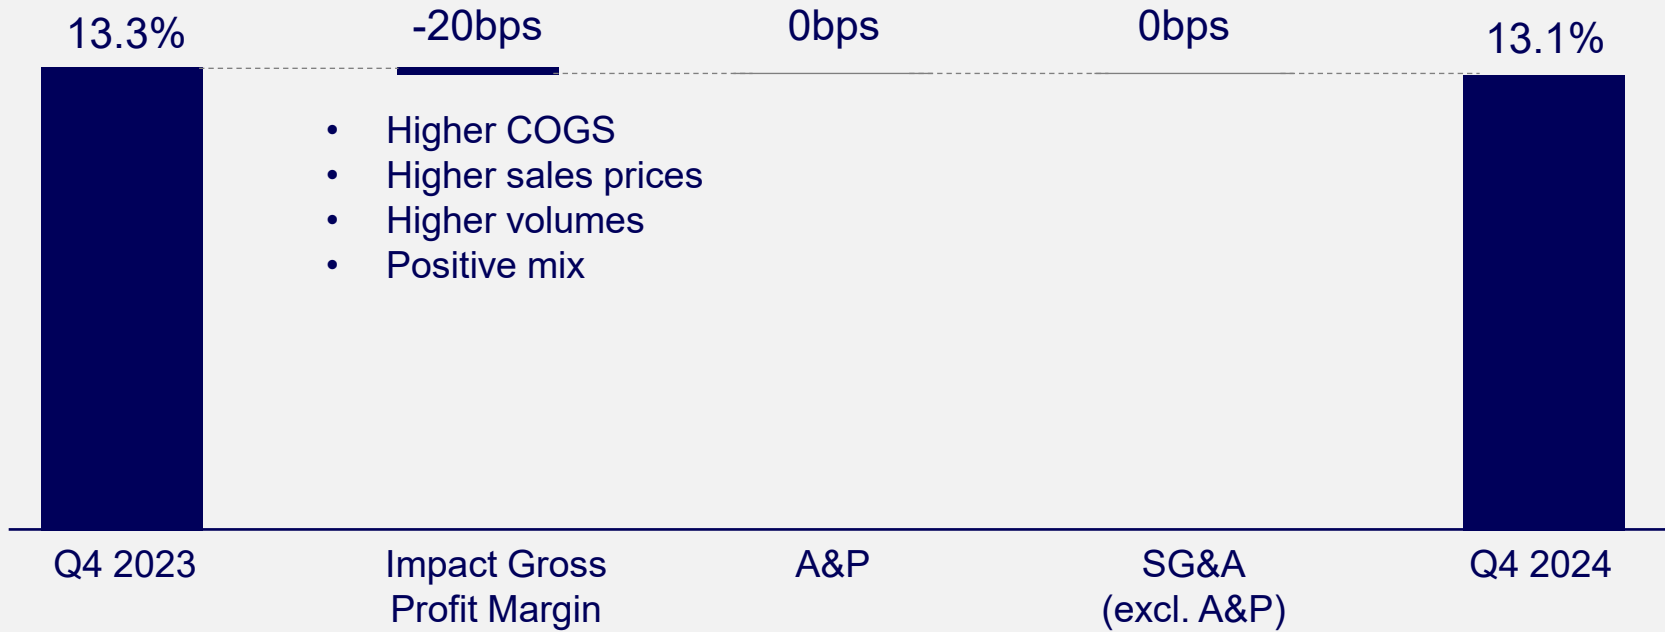 13.3%
-20bps
0bps
0bps
13.1%
• Higher COGS
• Higher sales prices
• Higher volumes
• Positive mix
Q4 2023
Impact Gross
Profit Margin
A&P
SG&A
(excl. A&P)
Q4 2024